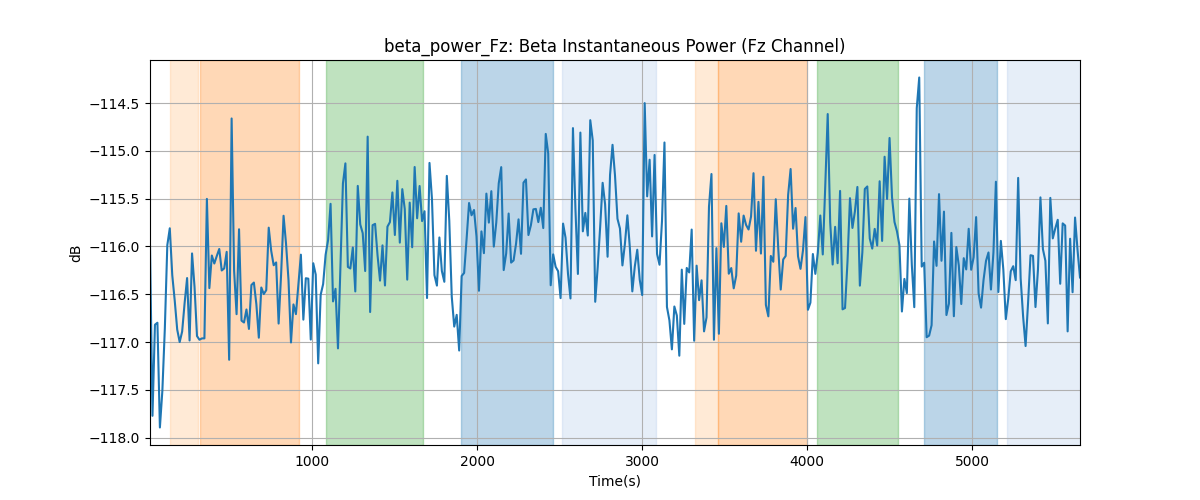 beta_power_Fz: Beta Instantaneous Power (Fz Channel)
dB
−114.5
−115.0
−115.5
−116.0
−116.5
−117.0
−117.5
−118.0
1000 2000 3000 4000 5000
Time(s)